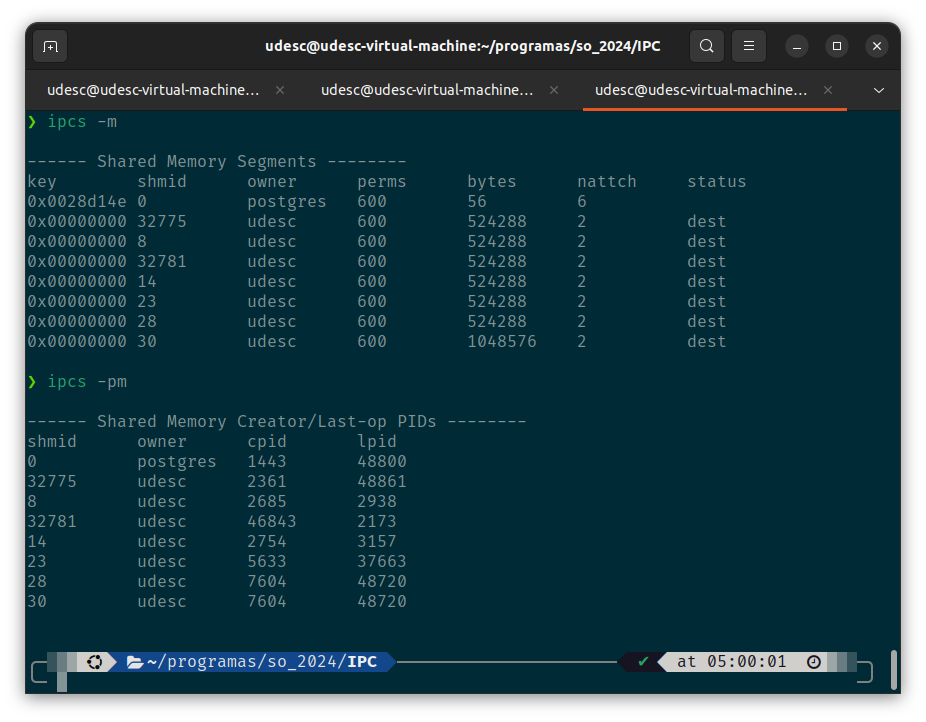 udesc@udesc-virtual-machine:~/programas/so_2024/IPC
udesc@udesc-virtual-machine... udesc@udesc-virtual-machine... udesc@udesc-virtual-machine...
❯ ipcs -m
------ Shared Memory Segments --------
key shmid owner perms bytes nattch status
0x0028d14e 0 postgres 600 56 6
0x00000000 32775 udesc 600 524288 2 dest
0x00000000 8 udesc 600 524288 2 dest
0x00000000 32781 udesc 600 524288 2 dest
0x00000000 14 udesc 600 524288 2 dest
0x00000000 23 udesc 600 524288 2 dest
0x00000000 28 udesc 600 524288 2 dest
0x00000000 30 udesc 600 1048576 2 dest
❯ ipcs -pm
------ Shared Memory Creator/Last-op PIDs --------
shmid owner cpid lpid
0 postgres 1443 48800
32775 udesc 2361 48861
8 udesc 2685 2938
32781 udesc 46843 2173
14 udesc 2754 3157
23 udesc 5633 37663
28 udesc 7604 48720
30 udesc 7604 48720
~/programas/so_2024/IPC ✔ at 05:00:01